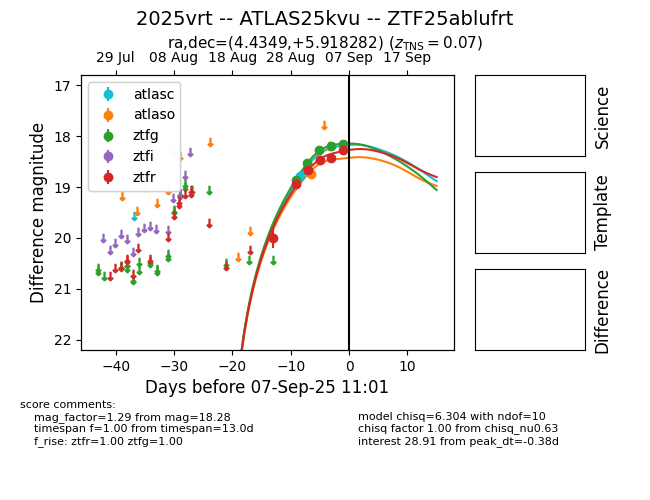 2025vrt -- ATLAS25kvu -- ZTF25ablufrt
ra,dec=(4.4349,+5.918282) (z_TNS = 0.07)
29 Jul 08 Aug 18 Aug 28 Aug 07 Sep 17 Sep
17
18
19
20
21
22
Difference magnitude
atlasc
atlaso
ztfg
ztfi
ztfr
−40 −30 −20 −10 0 10
Days before 07-Sep-25 11:01
Science
Template
Difference
score comments:
mag_factor=1.29 from mag=18.28
timespan f=1.00 from timespan=13.0d
f_rise: ztfr=1.00 ztfg=1.00
model chisq=6.304 with ndof=10
chisq factor 1.00 from chisq_nu0.63
interest 28.91 from peak_dt=-0.38d